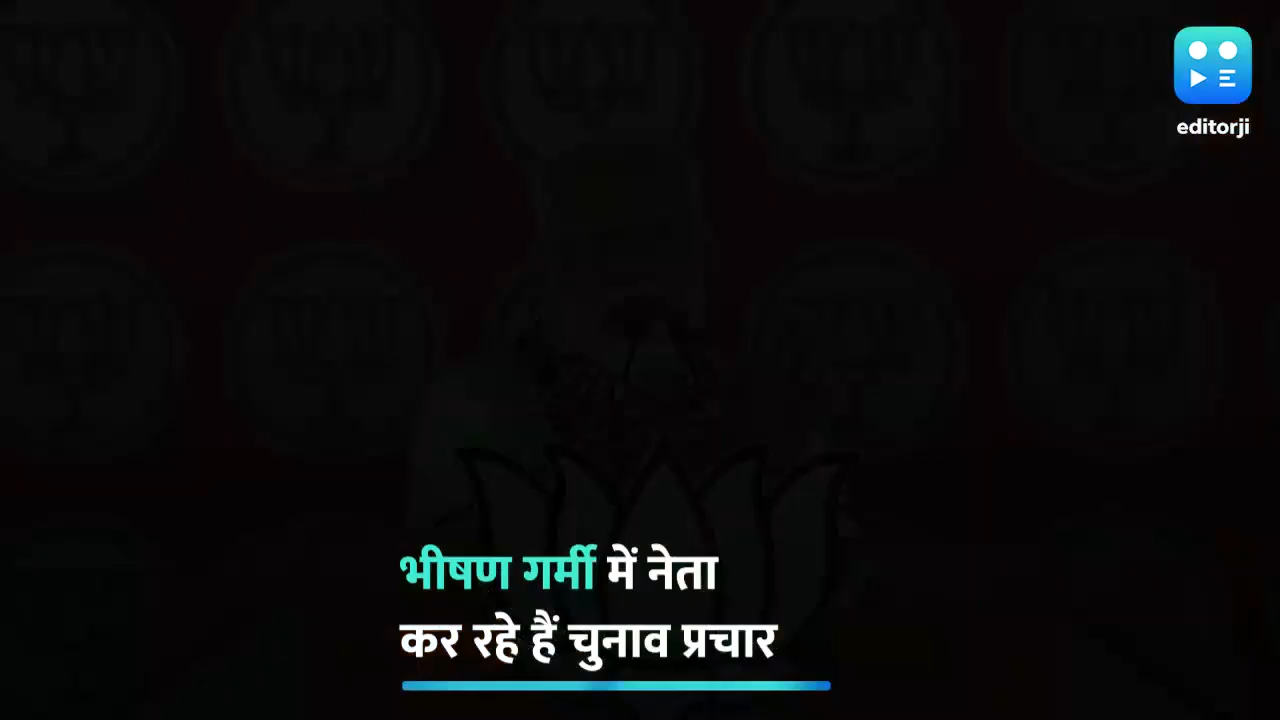 editorji
भीषण गर्मी में नेता
कर रहे हैं चुनाव प्रचार